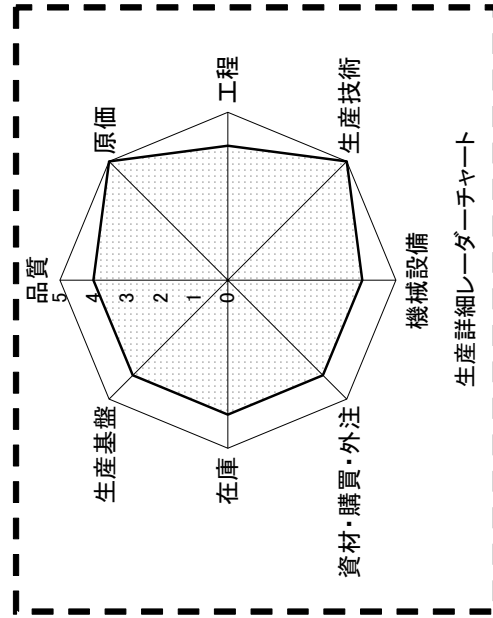 品質
5
4
3
2
1
0
原価
工程
生産技術
機械設備
資材・購買・外注
在庫
生産基盤
生産詳細レーダーチャート